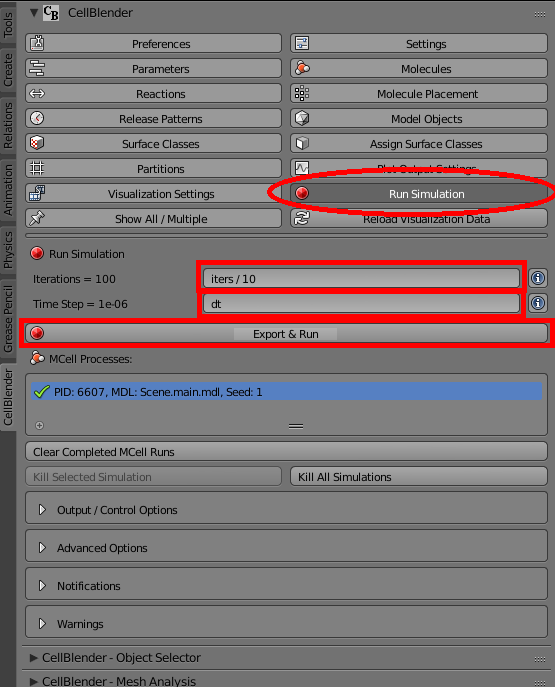 Tools
Create
Relations
Animation
Physics
Grease Pencil
CellBlender
CB CellBlender
Preferences Settings
Parameters Molecules
Reactions Molecule Placement
Release Patterns Model Objects
Surface Classes Assign Surface Classes
Partitions Plot Output Settings
Visualization Settings Run Simulation
Show All / Multiple Reload Visualization Data
Run Simulation
Iterations = 100 iters / 10
Time Step = 1e-06 dt
Export & Run
MCell Processes:
PID: 6607, MDL: Scene.main.mdl, Seed: 1
Clear Completed MCell Runs
Kill Selected Simulation Kill All Simulations
Output / Control Options
Advanced Options
Notifications
Warnings
CellBlender - Object Selector
CellBlender - Mesh Analysis